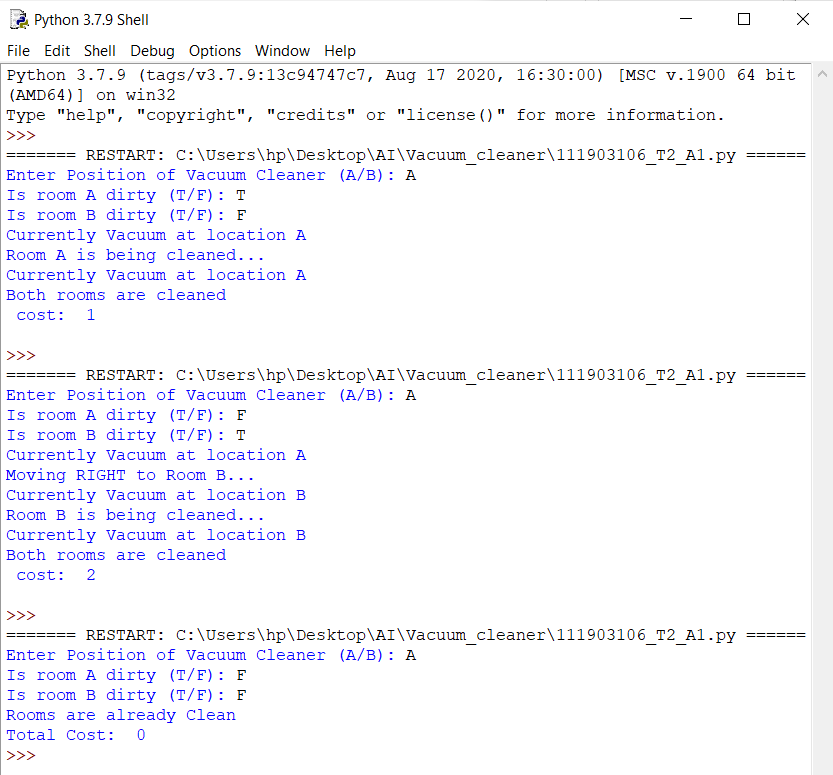 Python 3.7.9 Shell
File Edit Shell Debug Options Window Help
Python 3.7.9 (tags/v3.7.9:13c94747c7, Aug 17 2020, 16:30:00) [MSC v.1900 64 bit
(AMD64)] on win32
Type "help", "copyright", "credits" or "license()" for more information.
>>>
======= RESTART: C:\Users\hp\Desktop\AI\Vacuum_cleaner\111903106_T2_A1.py ======
Enter Position of Vacuum Cleaner (A/B): A
Is room A dirty (T/F): T
Is room B dirty (T/F): F
Currently Vacuum at location A
Room A is being cleaned...
Currently Vacuum at location A
Both rooms are cleaned
 cost:  1
>>>
======= RESTART: C:\Users\hp\Desktop\AI\Vacuum_cleaner\111903106_T2_A1.py ======
Enter Position of Vacuum Cleaner (A/B): A
Is room A dirty (T/F): F
Is room B dirty (T/F): T
Currently Vacuum at location A
Moving RIGHT to Room B...
Currently Vacuum at location B
Room B is being cleaned...
Currently Vacuum at location B
Both rooms are cleaned
 cost:  2
>>>
======= RESTART: C:\Users\hp\Desktop\AI\Vacuum_cleaner\111903106_T2_A1.py ======
Enter Position of Vacuum Cleaner (A/B): A
Is room A dirty (T/F): F
Is room B dirty (T/F): F
Rooms are already Clean
Total Cost:  0
>>>